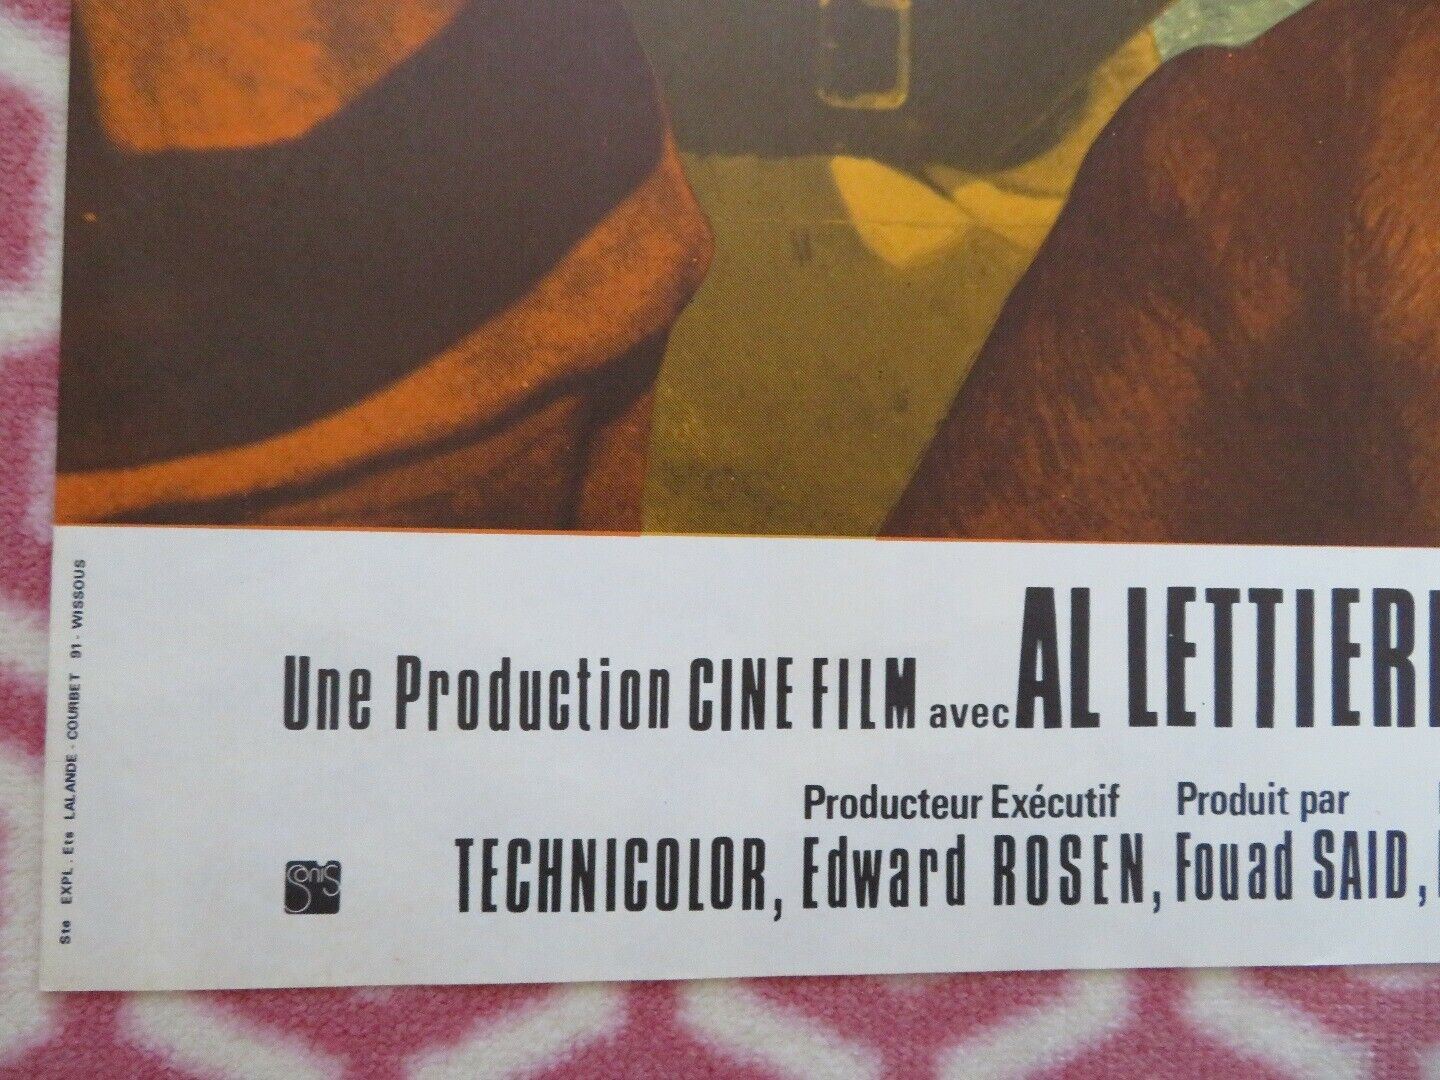 Une Production CINE FILM avec AL LETTIERI
Producteur Exécutif Produit par
TECHNICOLOR, Edward ROSEN, Fouad SAID,
SONIS
Ste EXPL. Ets LALANDE - COURBET 91 - WISSOUS